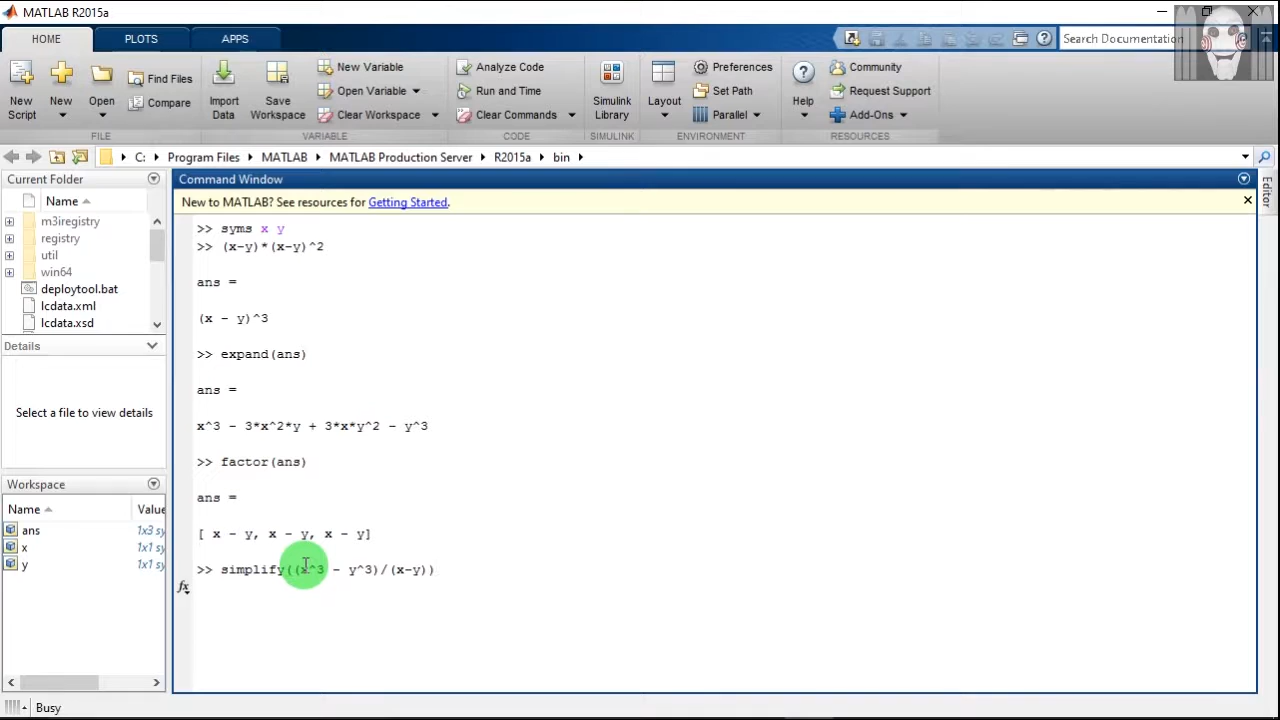 MATLAB R2015a
HOME PLOTS APPS
Search Documentation
New Script
New
Open
Find Files
Compare
FILE
Import Data
Save Workspace
New Variable
Open Variable
Clear Workspace
VARIABLE
Analyze Code
Run and Time
Clear Commands
CODE
Simulink Library
SIMULINK
Layout
Preferences
Set Path
Parallel
ENVIRONMENT
Help
Community
Request Support
Add-Ons
RESOURCES
C: Program Files MATLAB MATLAB Production Server R2015a bin
Current Folder
Name
m3iregistry
registry
util
win64
deploytool.bat
lcdata.xml
lcdata.xsd
Details
Select a file to view details
Workspace
Name Value
ans 1x3 sy
x 1x1 sy
y 1x1 sy
Command Window
New to MATLAB? See resources for Getting Started.
>> syms x y
>> (x-y)*(x-y)^2
ans =
(x - y)^3
>> expand(ans)
ans =
x^3 - 3*x^2*y + 3*x*y^2 - y^3
>> factor(ans)
ans =
[ x - y, x - y, x - y]
>> simplify((x^3 - y^3)/(x-y))
fx
Editor
Busy